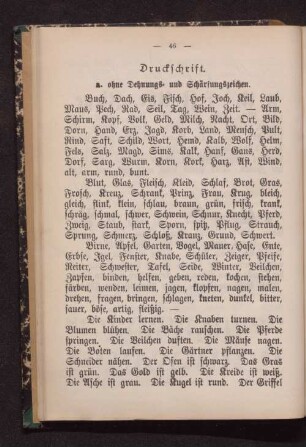 — 46 —
Druckschrift.
a. ohne Dehnungs- und Schärfungszeichen.
Buch, Dach, Eis, Fisch, Hof, Joch, Keil, Laub,
Maus, Pech, Rad, Seil, Tag, Wein, Zeit. — Arm,
Schirm, Kopf, Volk, Geld, Milch, Nacht, Ort, Bild,
Dorn, Hand, Erz, Jagd, Korb, Land, Mensch, Pult,
Rind, Saft, Schild, Wort, Hemd, Kalb, Wolf, Helm,
Fels, Salz, Magd, Sims, Kalk, Hanf, Gans, Herd,
Dorf, Sarg, Wurm, Korn, Kork, Harz, Ast, Wind,
alt, arm, rund, bunt.
Blut, Glas, Fleisch, Kleid, Schlaf, Brot, Gras,
Frosch, Kreuz, Schrank, Prinz, Frau, Krug, bleich,
gleich, flink, klein, schlau, braun, grün, frisch, krank,
schräg, schmal, schwer, Schwein, Schnur, Knecht, Pferd,
Zweig, Staub, stark, Sporn, spitz, Pflug, Strauch,
Sprung, Schmerz, Schloß, Kranz, Grund, Schwert.
Birne, Apfel, Garten, Vogel, Mauer, Hase, Ente,
Erbse, Igel, Fenster, Knabe, Schüler, Zeiger, Pfeife,
Reiter, Schwester, Tafel, Seide, Winter, Veilchen,
Zapfen, binden, helfen, geben, reden, kochen, stehen,
färben, wenden, leimen, jagen, klopfen, nagen, malen,
drehen, fragen, bringen, schlagen, kneten, dunkel, bitter,
sauer, böse, artig, fleißig. —
Die Kinder lernen. Die Knaben turnen. Die
Blumen blühen. Die Bäche rauschen. Die Pferde
springen. Die Veilchen duften. Die Mäuse nagen.
Die Boten laufen. Die Gärtner pflanzen. Die
Schneider nähen. Der Ofen ist schwarz. Das Gras
ist grün. Das Gold ist gelb. Die Kreide ist weiß.
Die Asche ist grau. Die Kugel ist rund. Der Griffel